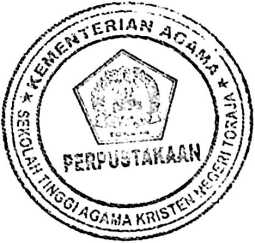 KEMENTERIAN AGAMA
PERPUSTAKAAN
SEKOLAH TINGGI AGAMA KRISTEN NEGERI TORAJA